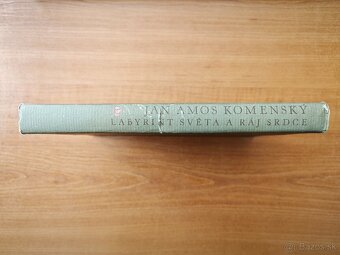 JAN AMOS KOMENSKÝ
LABYRINT SVĚTA A RÁJ SRDCE